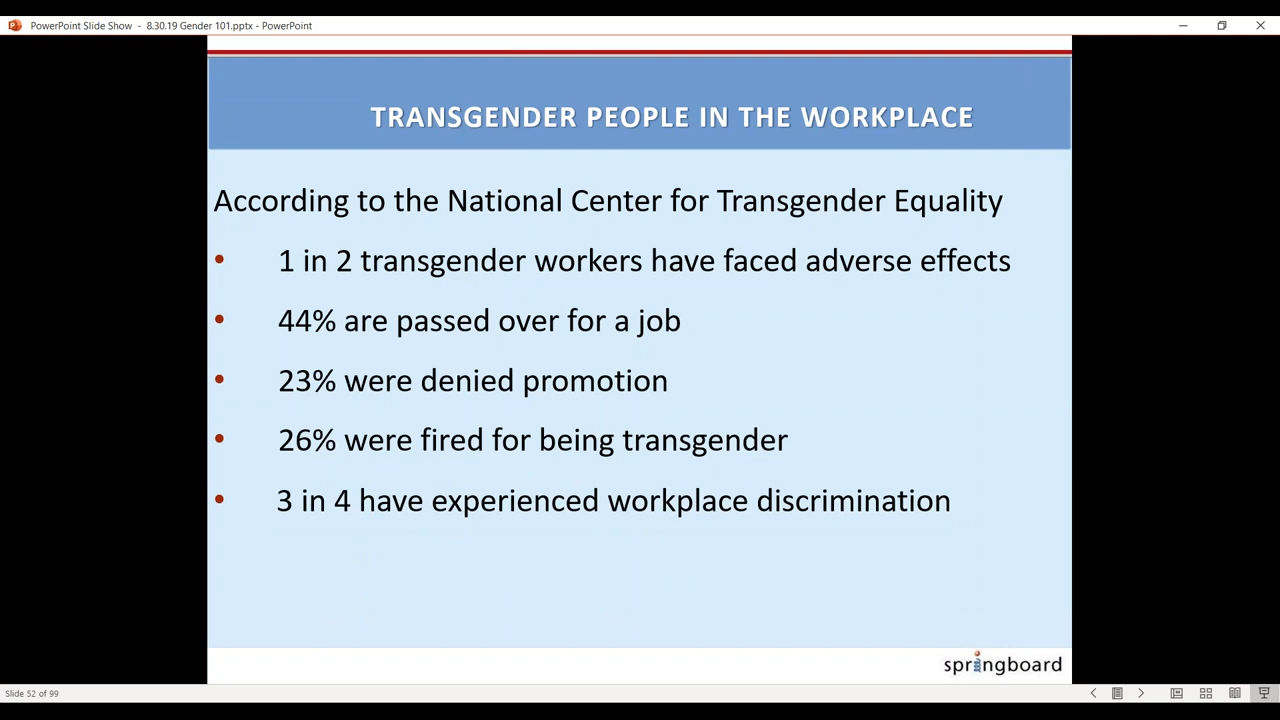 PowerPoint Slide Show - 8.30.19 Gender 101.pptx - PowerPoint
TRANSGENDER PEOPLE IN THE WORKPLACE
According to the National Center for Transgender Equality
• 1 in 2 transgender workers have faced adverse effects
• 44% are passed over for a job
• 23% were denied promotion
• 26% were fired for being transgender
• 3 in 4 have experienced workplace discrimination
springboard
Slide 52 of 99